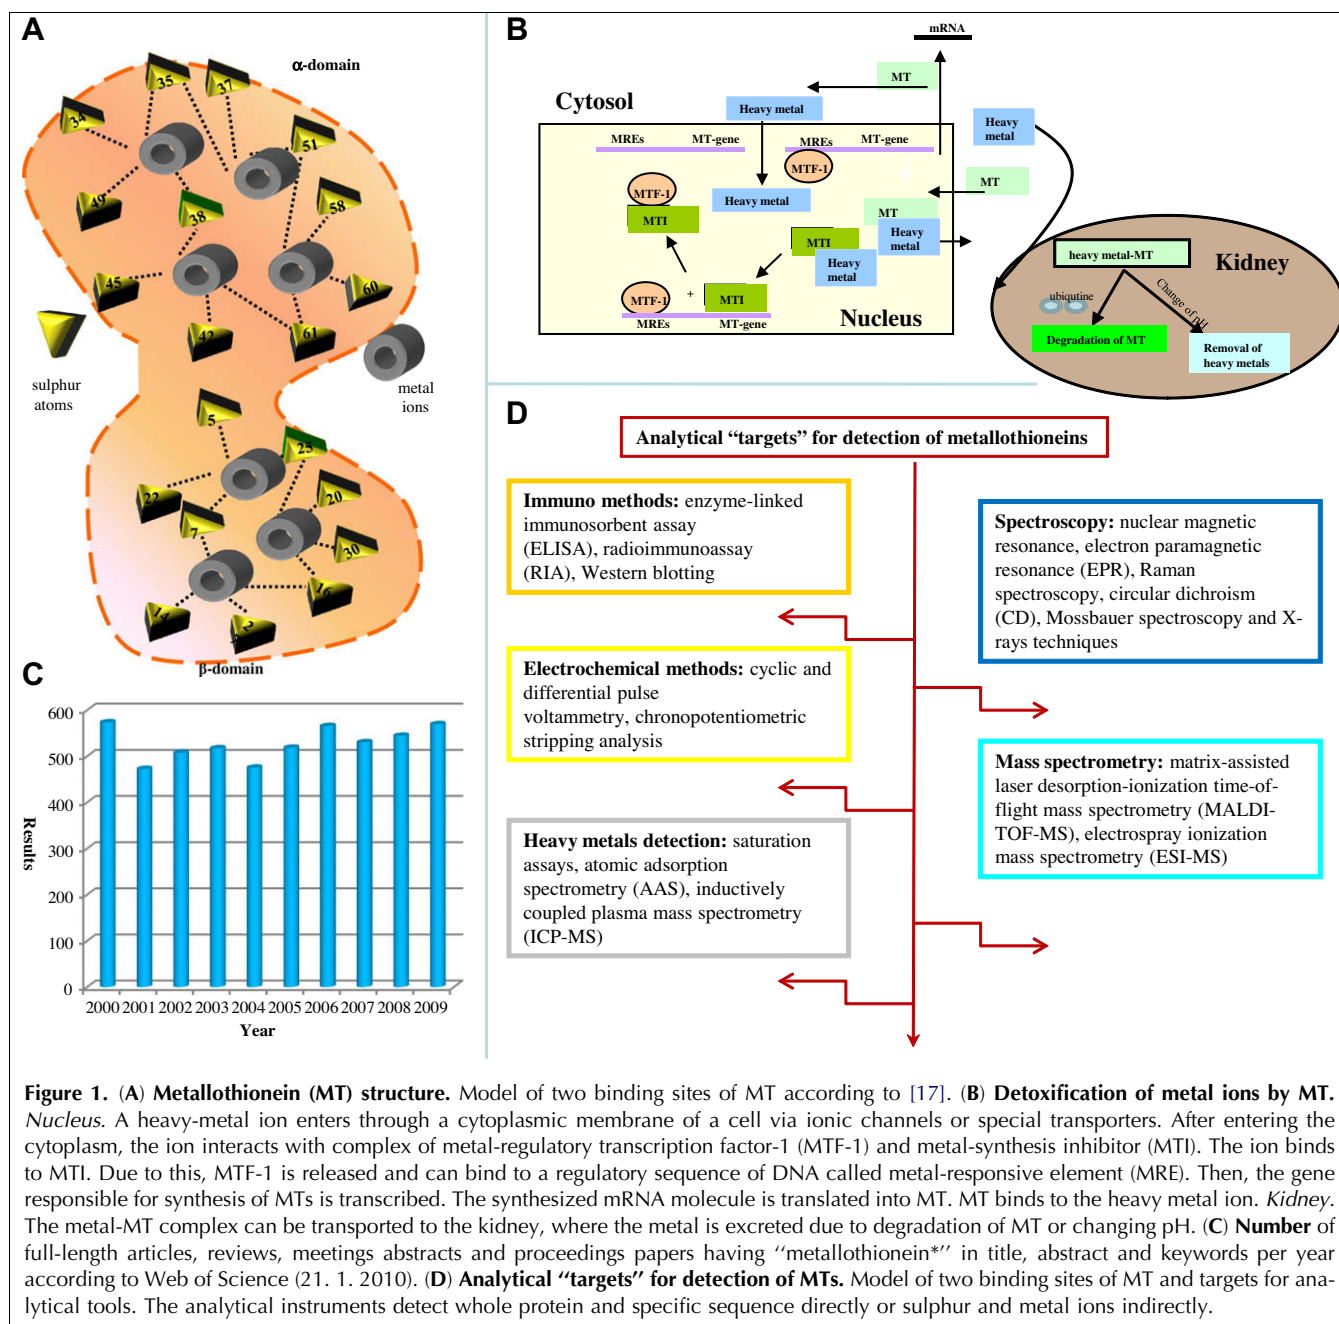 A
α-domain
35
37
34
51
49
38
58
45
60
42
61
sulphur
atoms
metal
ions
5
25
22
20
7
30
14
2
16
β-domain
B
mRNA
MT
Cytosol
Heavy metal
Heavy
metal
MREs
MT-gene
MREs
MT-gene
MTF-1
MTF-1
Heavy metal
MT
MTI
MT
Heavy
metal
MTI
Heavy
metal
MTF-1
+
MTI
MREs
MT-gene
Nucleus
heavy metal-MT
Kidney
ubiqutine
Change of pH
Degradation of MT
Removal of
heavy metals
C
600
500
400
300
200
100
0
Results
2000 2001 2002 2003 2004 2005 2006 2007 2008 2009
Year
D
Analytical “targets” for detection of metallothioneins
Immuno methods: enzyme-linked
immunosorbent assay
(ELISA), radioimmunoassay
(RIA), Western blotting
Spectroscopy: nuclear magnetic
resonance, electron paramagnetic
resonance (EPR), Raman
spectroscopy, circular dichroism
(CD), Mossbauer spectroscopy and X-
rays techniques
Electrochemical methods: cyclic and
differential pulse
voltammetry, chronopotentiometric
stripping analysis
Mass spectrometry: matrix-assisted
laser desorption-ionization time-of-
flight mass spectrometry (MALDI-
TOF-MS), electrospray ionization
mass spectrometry (ESI-MS)
Heavy metals detection: saturation
assays, atomic adsorption
spectrometry (AAS), inductively
coupled plasma mass spectrometry
(ICP-MS)
Figure 1. (A) Metallothionein (MT) structure. Model of two binding sites of MT according to [17]. (B) Detoxification of metal ions by MT.
Nucleus. A heavy-metal ion enters through a cytoplasmic membrane of a cell via ionic channels or special transporters. After entering the
cytoplasm, the ion interacts with complex of metal-regulatory transcription factor-1 (MTF-1) and metal-synthesis inhibitor (MTI). The ion binds
to MTI. Due to this, MTF-1 is released and can bind to a regulatory sequence of DNA called metal-responsive element (MRE). Then, the gene
responsible for synthesis of MTs is transcribed. The synthesized mRNA molecule is translated into MT. MT binds to the heavy metal ion. Kidney.
The metal-MT complex can be transported to the kidney, where the metal is excreted due to degradation of MT or changing pH. (C) Number of
full-length articles, reviews, meetings abstracts and proceedings papers having ‘‘metallothionein*’’ in title, abstract and keywords per year
according to Web of Science (21. 1. 2010). (D) Analytical ‘‘targets’’ for detection of MTs. Model of two binding sites of MT and targets for ana-
lytical tools. The analytical instruments detect whole protein and specific sequence directly or sulphur and metal ions indirectly.